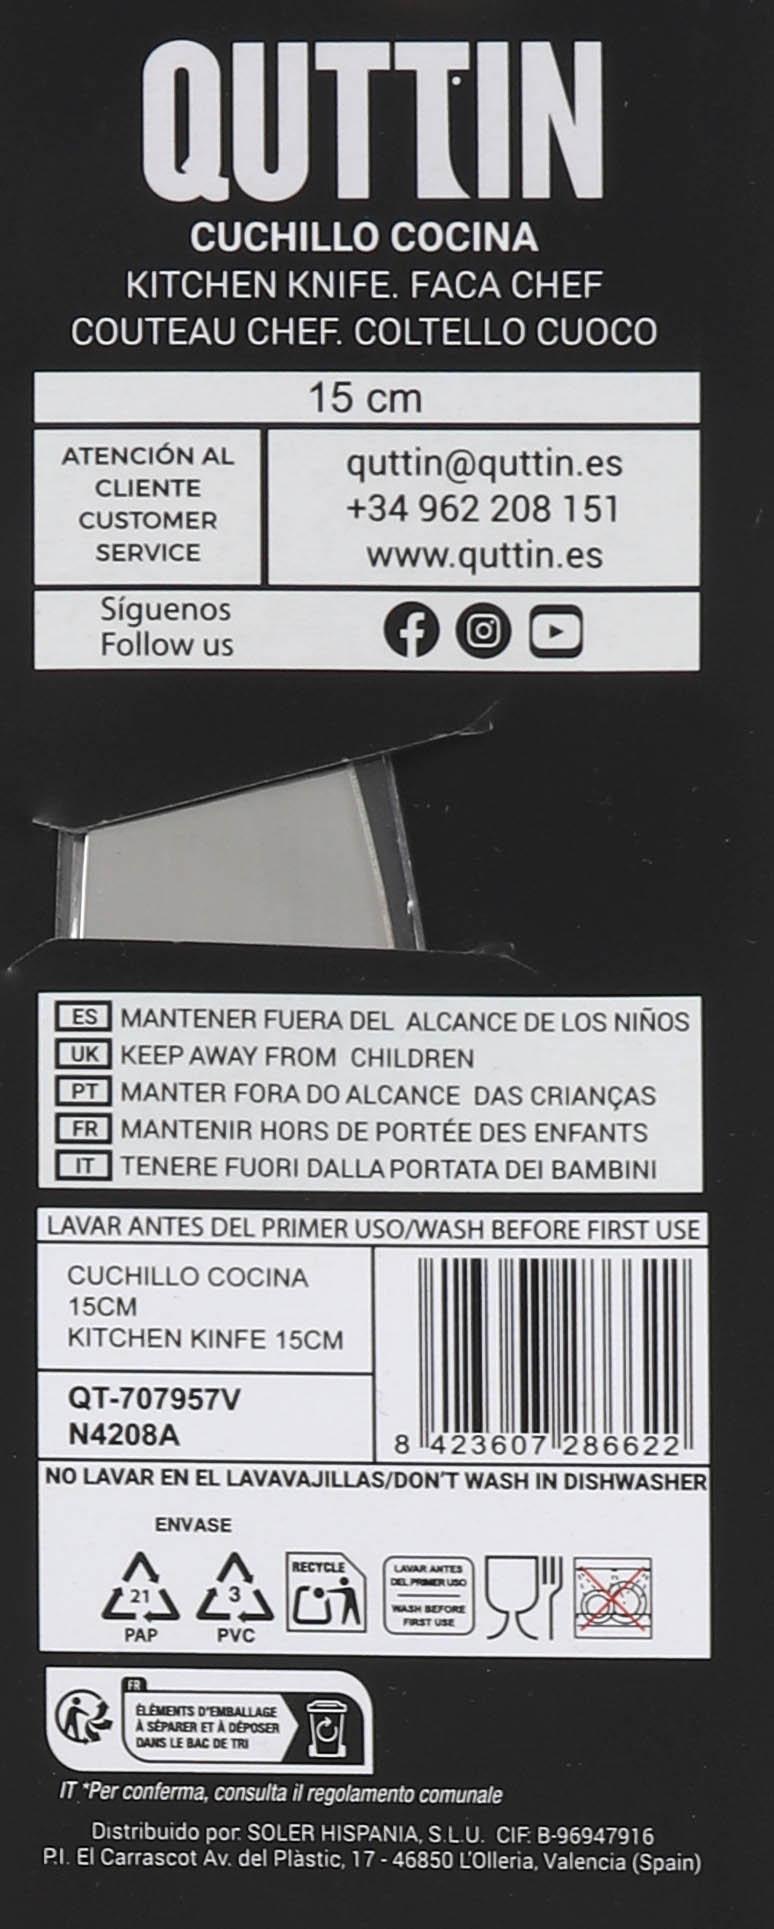 QUTTIN
CUCHILLO COCINA
KITCHEN KNIFE. FACA CHEF
COUTEAU CHEF. COLTELLO CUOCO
15 cm
ATENCIÓN AL
CLIENTE
CUSTOMER
SERVICE
quttin@quttin.es
+34 962 208 151
www.quttin.es
Síguenos
Follow us
ES MANTENER FUERA DEL ALCANCE DE LOS NIÑOS
UK KEEP AWAY FROM CHILDREN
PT MANTER FORA DO ALCANCE DAS CRIANÇAS
FR MANTENIR HORS DE PORTÉE DES ENFANTS
IT TENERE FUORI DALLA PORTATA DEI BAMBINI
LAVAR ANTES DEL PRIMER USO/WASH BEFORE FIRST USE
CUCHILLO COCINA
15CM
KITCHEN KINFE 15CM
QT-707957V
N4208A
8 423607 286622
NO LAVAR EN EL LAVAVAJILLAS/DON'T WASH IN DISHWASHER
ENVASE
21
PAP
3
PVC
RECYCLE
LAVAR ANTES
DEL PRIMER USO
WASH BEFORE
FIRST USE
FR
ÉLÉMENTS D'EMBALLAGE
À SÉPARER ET À DÉPOSER
DANS LE BAC DE TRI
IT *Per conferma, consulta il regolamento comunale
Distribuido por: SOLER HISPANIA, S.L.U. CIF: B-96947916
P.I. El Carrascot Av. del Plàstic, 17 - 46850 L'Olleria, Valencia (Spain)